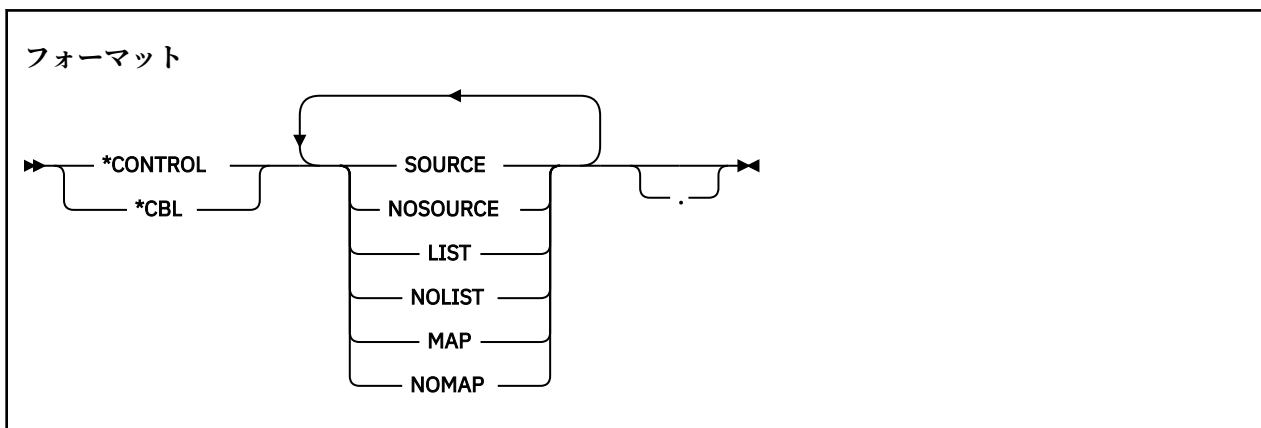 フォーマット
*CONTROL SOURCE .
*CBL NOSOURCE
LIST
NOLIST
MAP
NOMAP